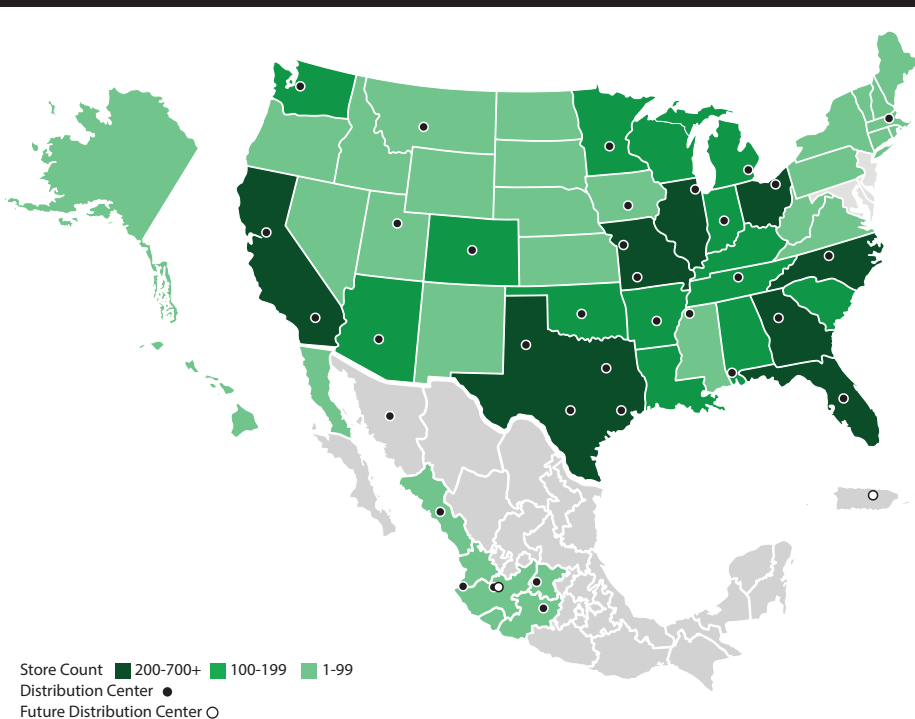 Store Count 200-700+ 100-199 1-99
Distribution Center
Future Distribution Center